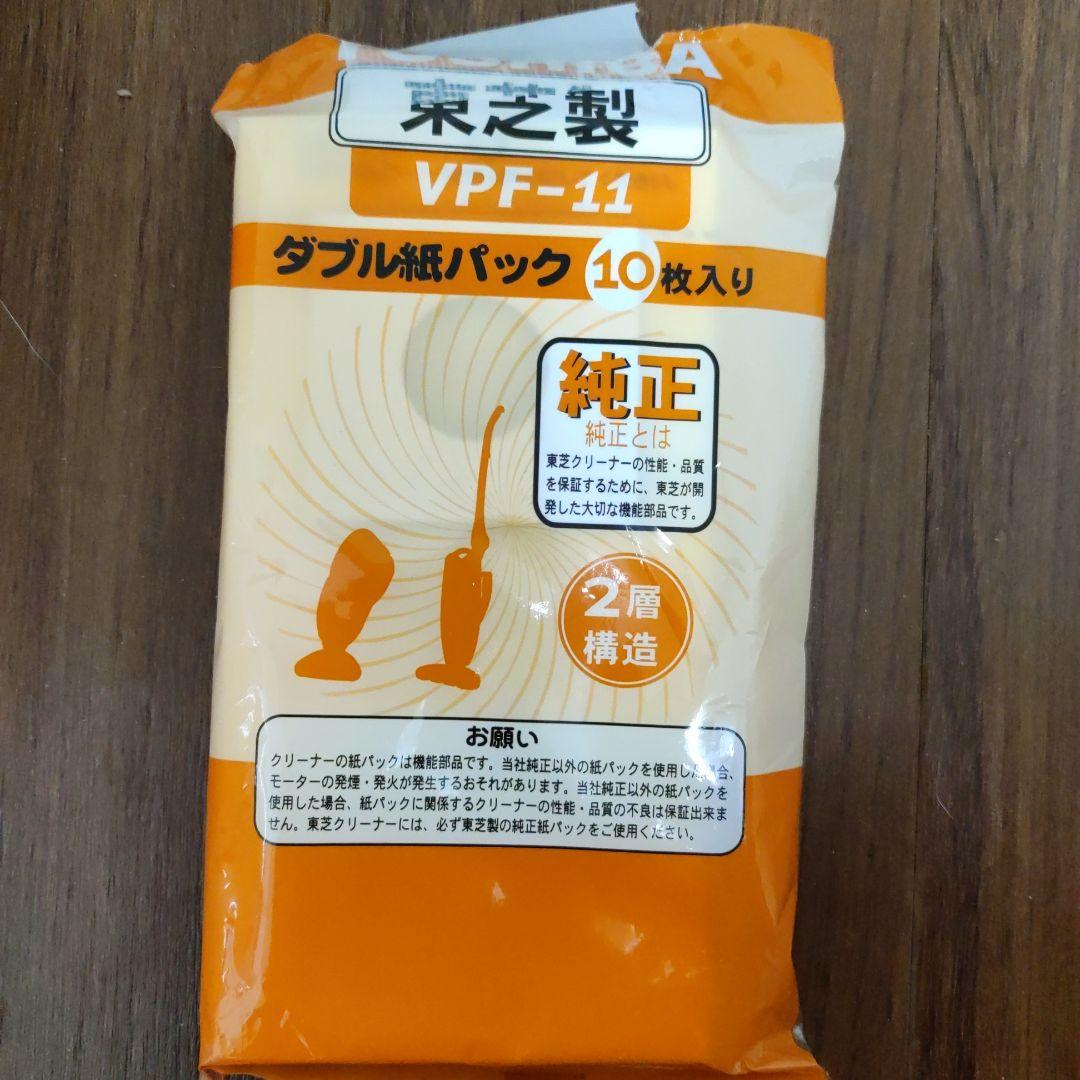 東之製
VPF-11
ダブル紙パック 10枚入り
純正
純正とは
東芝クリーナーの性能・品質
を保証するために、東芝が開
発した大切な機能部品です。
2層
構造
お願い
クリーナーの紙パックは機能部品です。当社純正以外の紙パックを使用した場合、
モーターの発煙・発火が発生するおそれがあります。当社純正以外の紙パックを
使用した場合、紙パックに関係するクリーナーの性能・品質の不良は保証出来ま
せん。東芝クリーナーには、必ず東芝製の純正紙パックをご使用ください。